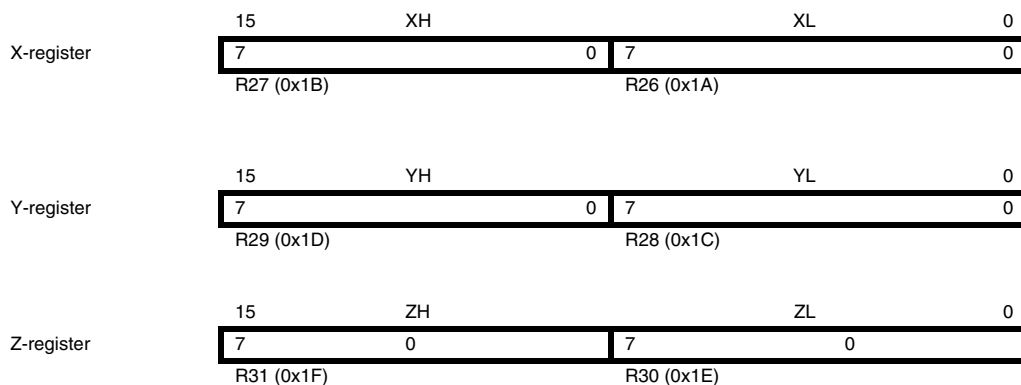 15 XH XL 0
X-register 7 0 7 0
R27 (0x1B) R26 (0x1A)
15 YH YL 0
Y-register 7 0 7 0
R29 (0x1D) R28 (0x1C)
15 ZH ZL 0
Z-register 7 0 7 0
R31 (0x1F) R30 (0x1E)